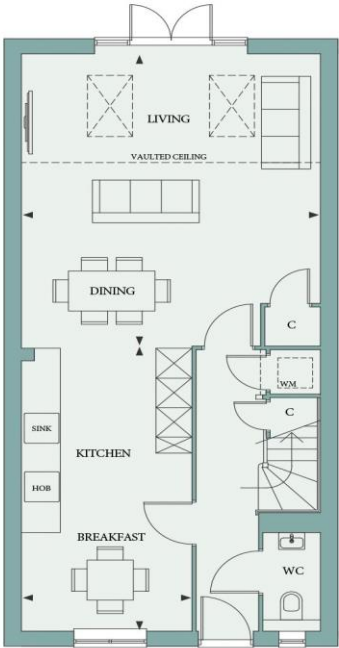 LIVING
VAULTED CEILING
DINING
C
WM
C
SINK
KITCHEN
HOB
BREAKFAST
WC